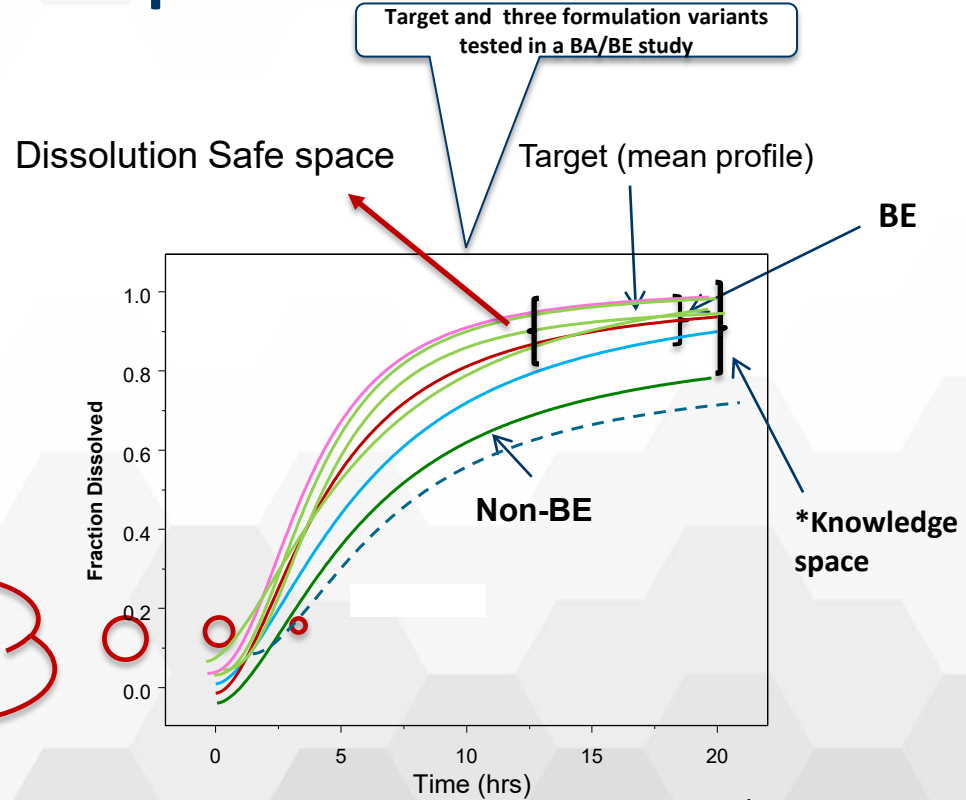 Target and three formulation variants
tested in a BA/BE study
Dissolution Safe space
Target (mean profile)
BE
1.0
0.8
0.6
0.4
0.2
0.0
Fraction Dissolved
Non-BE
*Knowledge
space
0
5
10
15
20
Time (hrs)